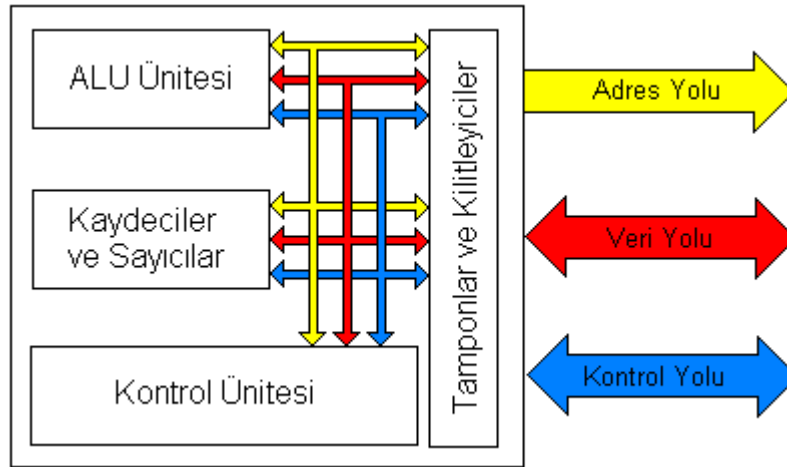 ALU Ünitesi
Kaydeciler
ve Sayıcılar
Kontrol Ünitesi
Tamponlar ve Kilitleyiciler
Adres Yolu
Veri Yolu
Kontrol Yolu